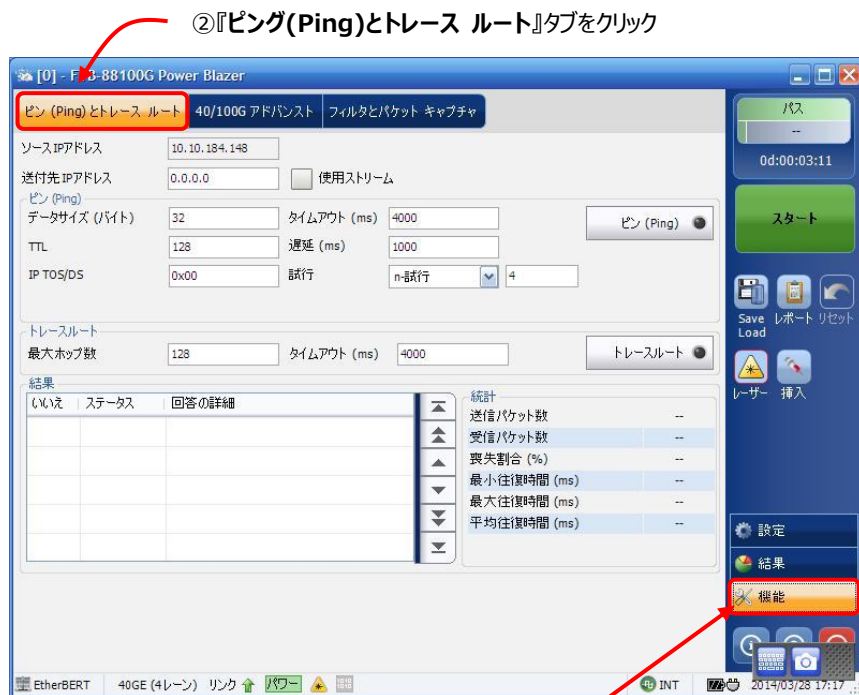 ②『ピング(Ping)とトレース ルート』タブをクリック
[0] - FTB-88100G Power Blazer
ピン (Ping) とトレース ルート 40/100G アドバンスト フィルタとパケット キャプチャ
ソース IPアドレス 10.10.184.148
送付先 IPアドレス 0.0.0.0 使用ストリーム
ピン (Ping)
データサイズ (バイト) 32 タイムアウト (ms) 4000 ピン (Ping)
TTL 128 遅延 (ms) 1000
IP TOS/DS 0x00 試行 n-試行 4
トレースルート
最大ホップ数 128 タイムアウト (ms) 4000 トレースルート
結果
いいえ ステータス 回答の詳細
統計
送信パケット数 --
受信パケット数 --
喪失割合 (%) --
最小往復時間 (ms) --
最大往復時間 (ms) --
平均往復時間 (ms) --
パス
--
0d:00:03:11
スタート
Save Load レポート リセット
レーザー 挿入
設定
結果
機能
EtherBERT 40GE (4レーン) リンク パワー INT 2014/03/28 17:17